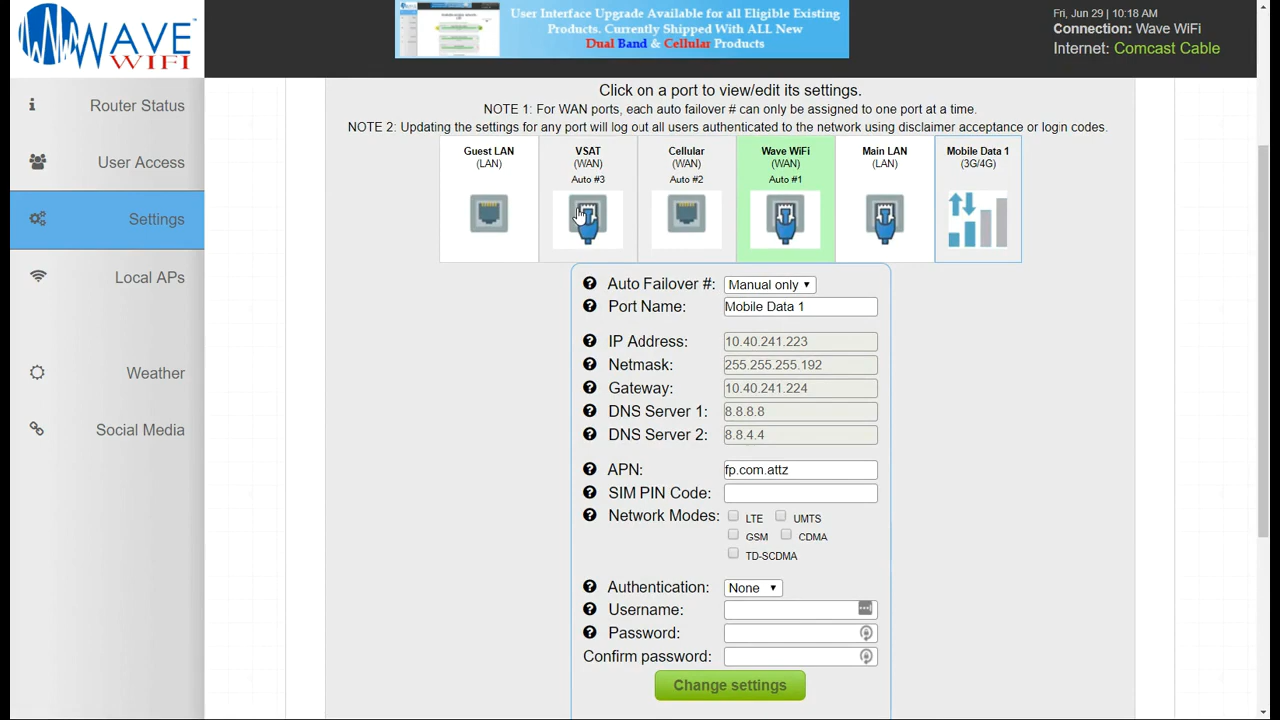 WAVE
WIFI
User Interface Upgrade Available for all Eligible Existing
Products. Currently Shipped With ALL New
Dual Band & Cellular Products
Fri, Jun 29 | 10:18 AM
Connection: Wave WiFi
Internet: Comcast Cable
Router Status
User Access
Settings
Local APs
Weather
Social Media
Click on a port to view/edit its settings.
NOTE 1: For WAN ports, each auto failover # can only be assigned to one port at a time.
NOTE 2: Updating the settings for any port will log out all users authenticated to the network using disclaimer acceptance or login codes.
Guest LAN
(LAN)
VSAT
(WAN)
Auto #3
Cellular
(WAN)
Auto #2
Wave WiFi
(WAN)
Auto #1
Main LAN
(LAN)
Mobile Data 1
(3G/4G)
Auto Failover #: Manual only
Port Name: Mobile Data 1
IP Address: 10.40.241.223
Netmask: 255.255.255.192
Gateway: 10.40.241.224
DNS Server 1: 8.8.8.8
DNS Server 2: 8.8.4.4
APN: fp.com.attz
SIM PIN Code:
Network Modes: LTE UMTS
GSM CDMA
TD-SCDMA
Authentication: None
Username:
Password:
Confirm password:
Change settings